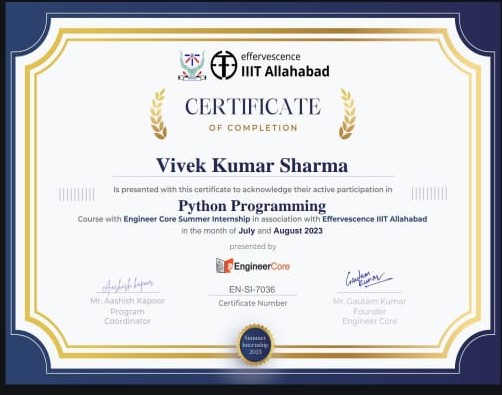 effervescence
IIIT Allahabad
CERTIFICATE
OF COMPLETION
Vivek Kumar Sharma
Is presented with this certificate to acknowledge their active participation in
Python Programming
Course with Engineer Core Summer Internship in association with Effervescence IIIT Allahabad
in the month of July and August 2023
presented by
EngineerCore
EN-SI-7036
Certificate Number
Aashish kapoor
Mr. Aashish Kapoor
Program
Coordinator
Gautam Kumar
Mr. Gautam Kumar
Founder
Engineer Core
Summer
Internship
2023